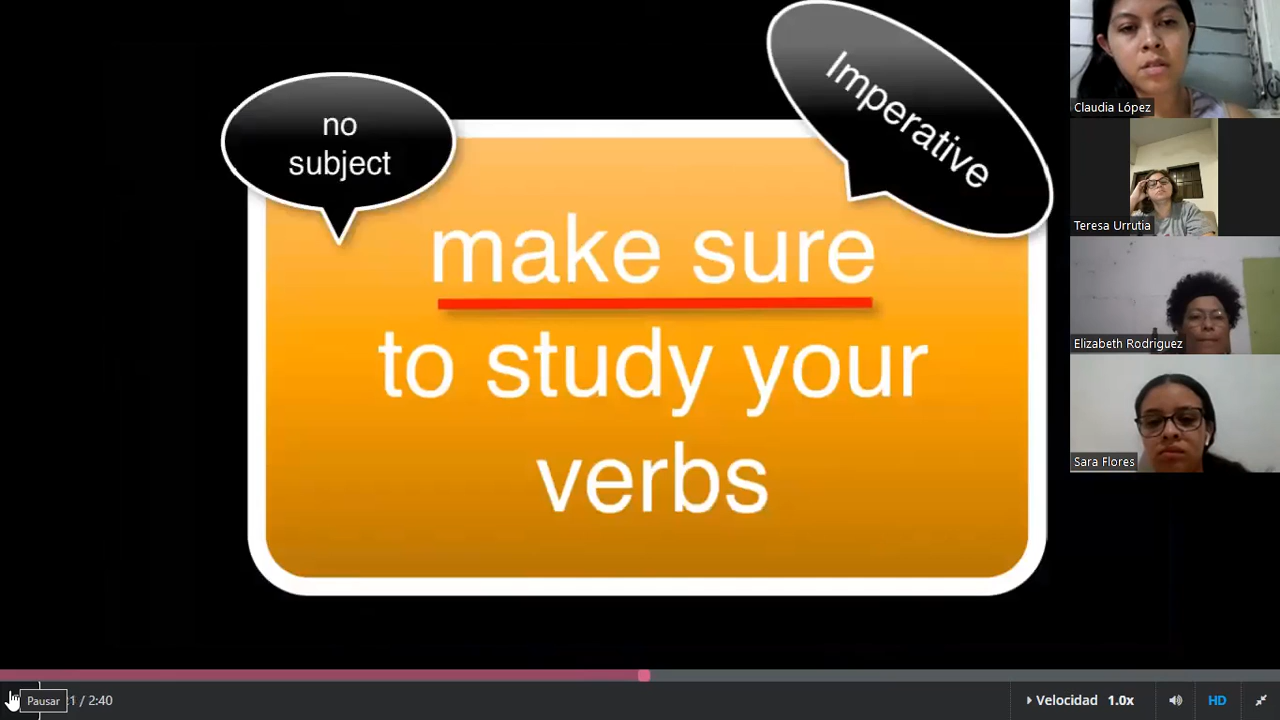 no
subject
Imperative
make sure
to study your
verbs
Claudia López
Teresa Urrutia
Elizabeth Rodriguez
Sara Flores
Pausar
1 / 2:40
Velocidad 1.0x
HD